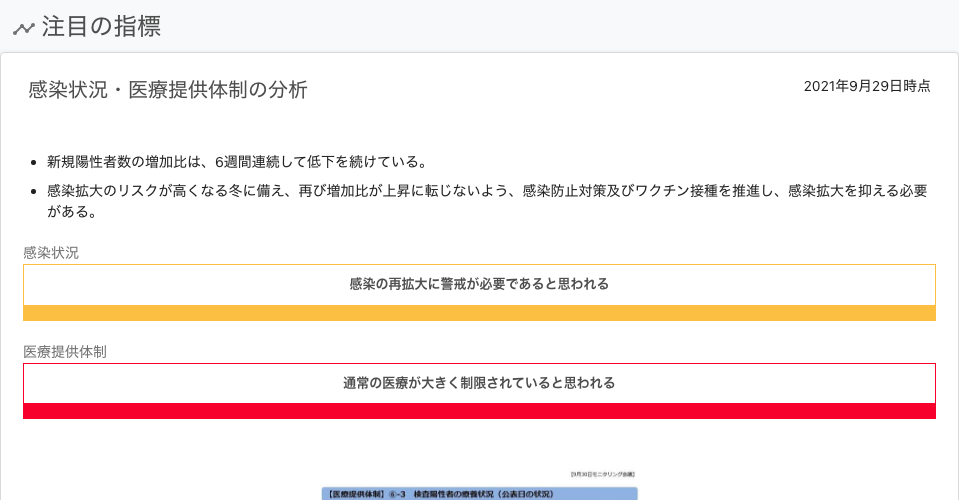 注目の指標
感染状況・医療提供体制の分析
2021年9月29日時点
• 新規陽性者数の増加比は、6週間連続して低下を続けている。
• 感染拡大のリスクが高くなる冬に備え、再び増加比が上昇に転じないよう、感染防止対策及びワクチン接種を推進し、感染拡大を抑える必要
がある。
感染状況
感染の再拡大に警戒が必要であると思われる
医療提供体制
通常の医療が大きく制限されていると思われる
【9月30日モニタリング会議】
【医療提供体制】⑥-3 検査陽性者の療養状況（公表日の状況）